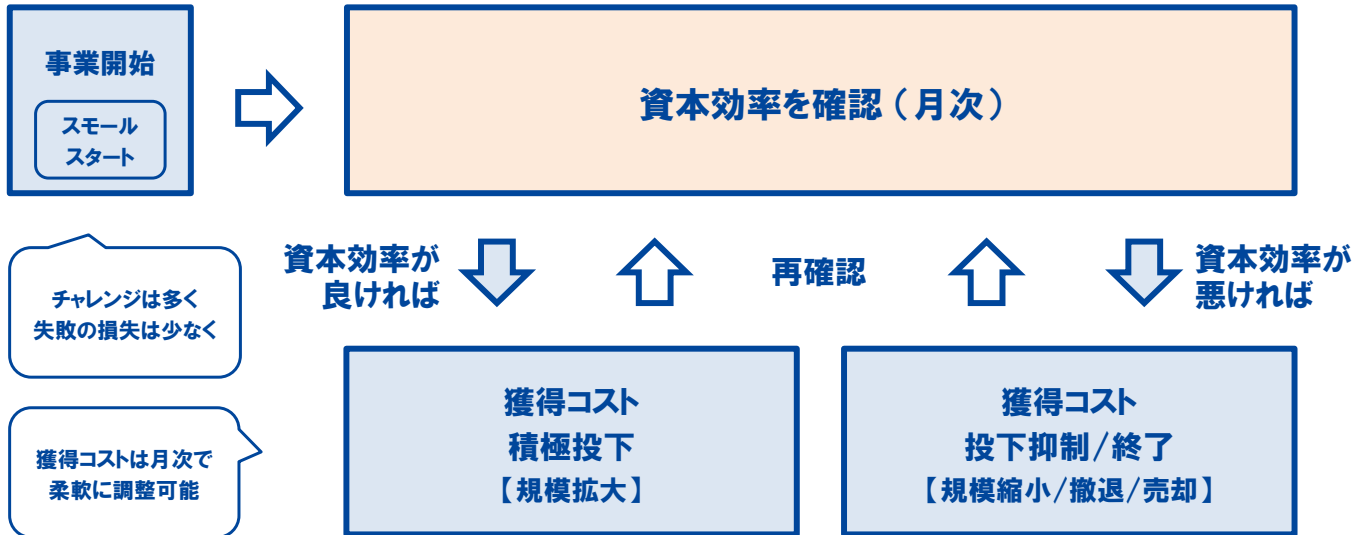 事業開始
スモール
スタート
資本効率を確認（月次）
チャレンジは多く
失敗の損失は少なく
獲得コストは月次で
柔軟に調整可能
資本効率が
良ければ
再確認
資本効率が
悪ければ
獲得コスト
積極投下
【規模拡大】
獲得コスト
投下抑制/終了
【規模縮小/撤退/売却】